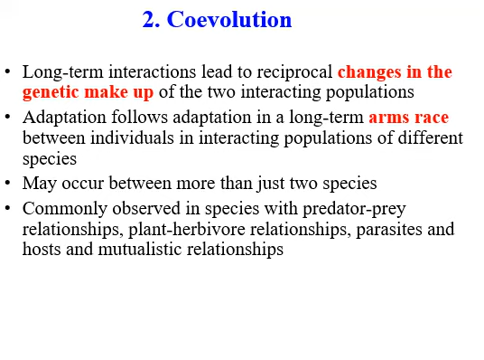 2. Coevolution
• Long-term interactions lead to reciprocal changes in the
genetic make up of the two interacting populations
• Adaptation follows adaptation in a long-term arms race
between individuals in interacting populations of different
species
• May occur between more than just two species
• Commonly observed in species with predator-prey
relationships, plant-herbivore relationships, parasites and
hosts and mutualistic relationships